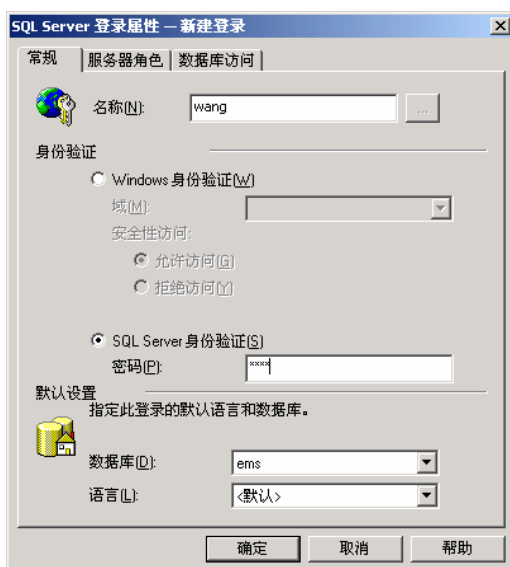 SQL Server 登录属性 — 新建登录
常规 服务器角色 数据库访问
名称(N): wang ...
身份验证
Windows 身份验证(W)
域(M):
安全性访问:
允许访问(G)
拒绝访问(Y)
SQL Server 身份验证(S)
密码(P): ****
默认设置
指定此登录的默认语言和数据库。
数据库(D): ems
语言(L): <默认>
确定 取消 帮助